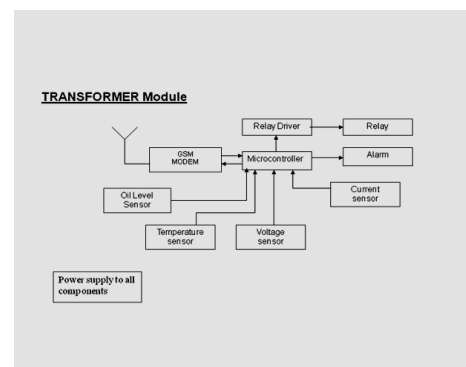 TRANSFORMER Module
Relay Driver
Relay
GSM
MODEM
Microcontroller
Alarm
Oil Level
Sensor
Current
sensor
Temperature
sensor
Voltage
sensor
Power supply to all
components